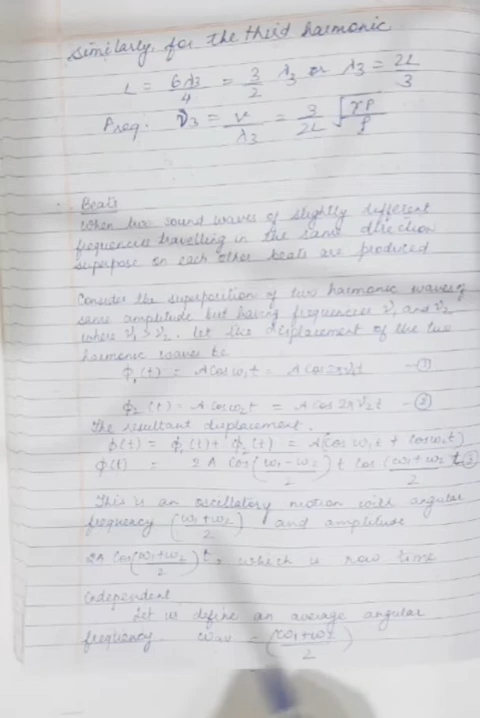 Similarly, for the third harmonic
L = 6λ3/4 = 3/2 λ3 or λ3 = 2L/3
Freq. ν3 = v/λ3 = 3/2L √(γP/ρ)
Beats
When two sound waves of slightly different
frequencies travelling in the same direction
superpose on each other beats are produced
Consider the superposition of two harmonic waves of
same amplitude but having frequencies ν1 and ν2
where ν1 > ν2. Let the displacement of the two
harmonic waves be
ϕ1(t) = A cos ω1t = A cos 2πν1t — ①
ϕ2(t) = A cos ω2t = A cos 2πν2t — ②
The resultant displacement.
ϕ(t) = ϕ1(t) + ϕ2(t) = A(cos ω1t + cos ω2t)
ϕ(t) = 2A cos (ω1-ω2)/2 t cos (ω1+ω2)/2 t
This is an oscillatory motion with angular
frequency (ω1+ω2/2) and amplitude
2A cos(ω1+ω2/2)t, which is now time
independent
Let us define an average angular
frequency ωav = (ω1+ω2/2)